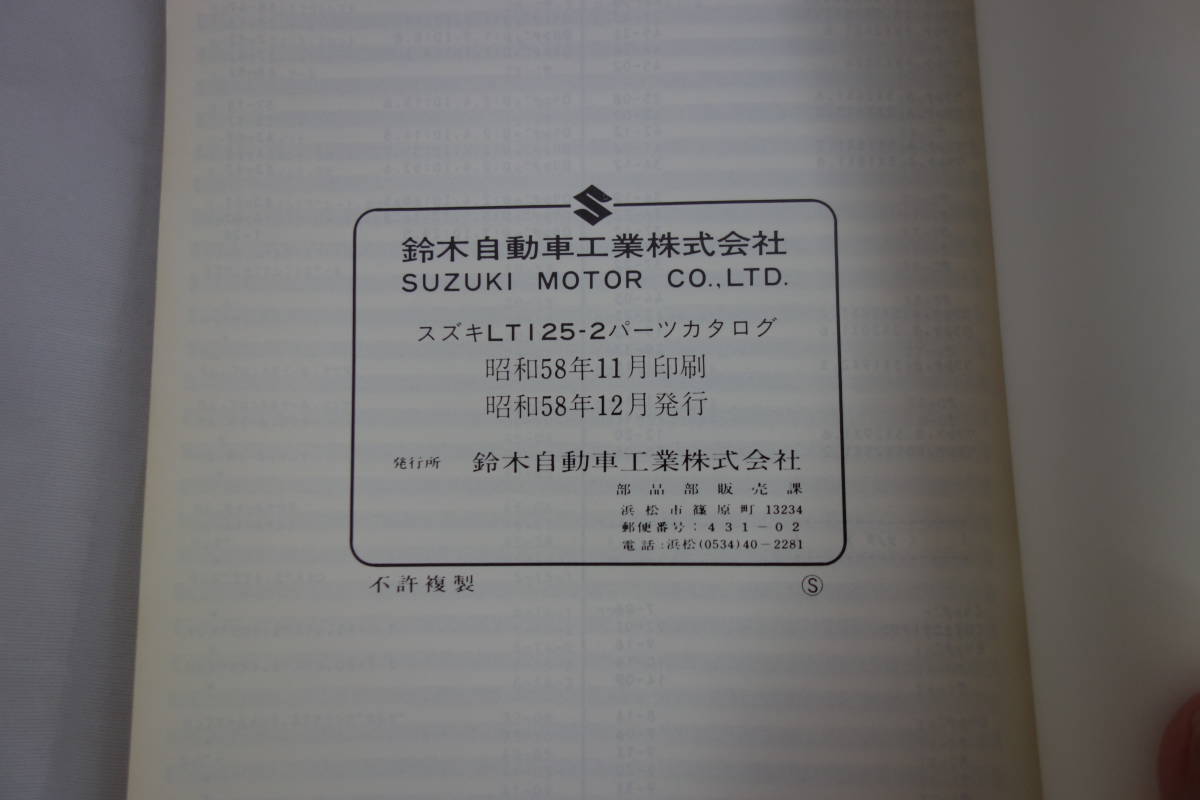 鈴木自動車工業株式会社
SUZUKI MOTOR CO.,LTD.
スズキLT125-2パーツカタログ
昭和58年11月印刷
昭和58年12月発行
発行所 鈴木自動車工業株式会社
部品部販売課
浜松市篠原町 13234
郵便番号:431-02
電話:浜松(0534)40-2281
不許複製 Ⓢ